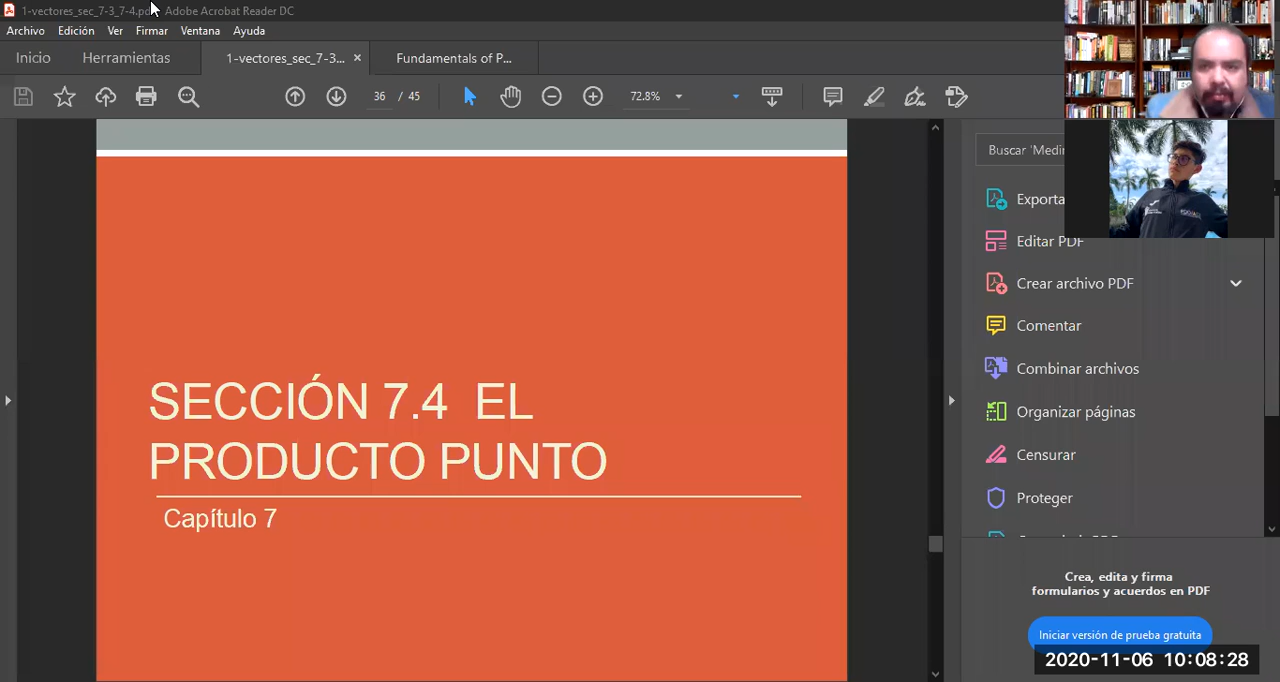 1-vectores_sec_7-3_7-4.pdf - Adobe Acrobat Reader DC
Archivo Edición Ver Firmar Ventana Ayuda
Inicio Herramientas 1-vectores_sec_7-3... × Fundamentals of P...
36 / 45 72.8%
Buscar 'Medir
Exporta
Editar PDF
Crear archivo PDF
Comentar
Combinar archivos
Organizar páginas
Censurar
Proteger
SECCIÓN 7.4 EL
PRODUCTO PUNTO
Capítulo 7
Crea, edita y firma
formularios y acuerdos en PDF
Iniciar versión de prueba gratuita
2020-11-06 10:08:28